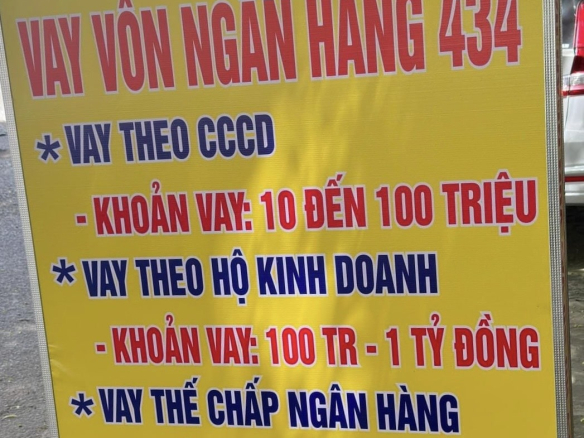 VAY VỐN NGÂN HÀNG 434
* VAY THEO CCCD
- KHOẢN VAY: 10 ĐẾN 100 TRIỆU
* VAY THEO HỘ KINH DOANH
- KHOẢN VAY: 100 TR - 1 TỶ ĐỒNG
* VAY THẾ CHẤP NGÂN HÀNG